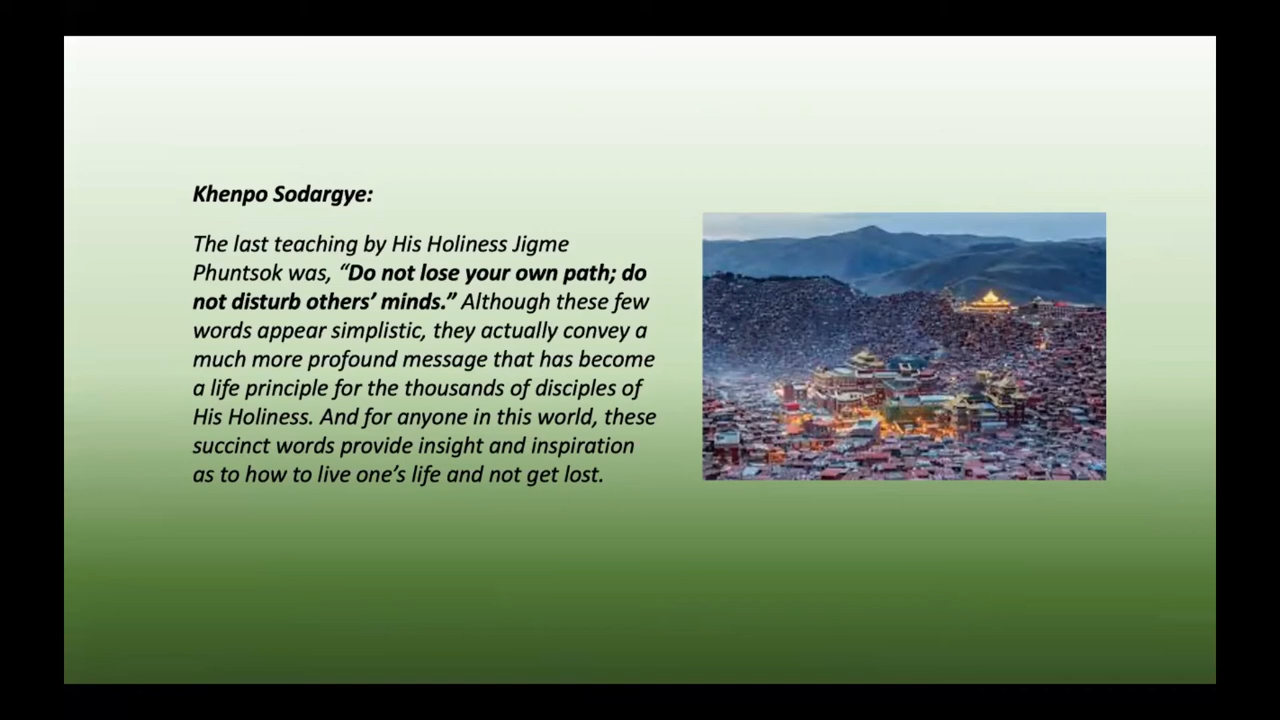 Khenpo Sodargye:
The last teaching by His Holiness Jigme
Phuntsok was, “Do not lose your own path; do
not disturb others’ minds.” Although these few
words appear simplistic, they actually convey a
much more profound message that has become
a life principle for the thousands of disciples of
His Holiness. And for anyone in this world, these
succinct words provide insight and inspiration
as to how to live one’s life and not get lost.